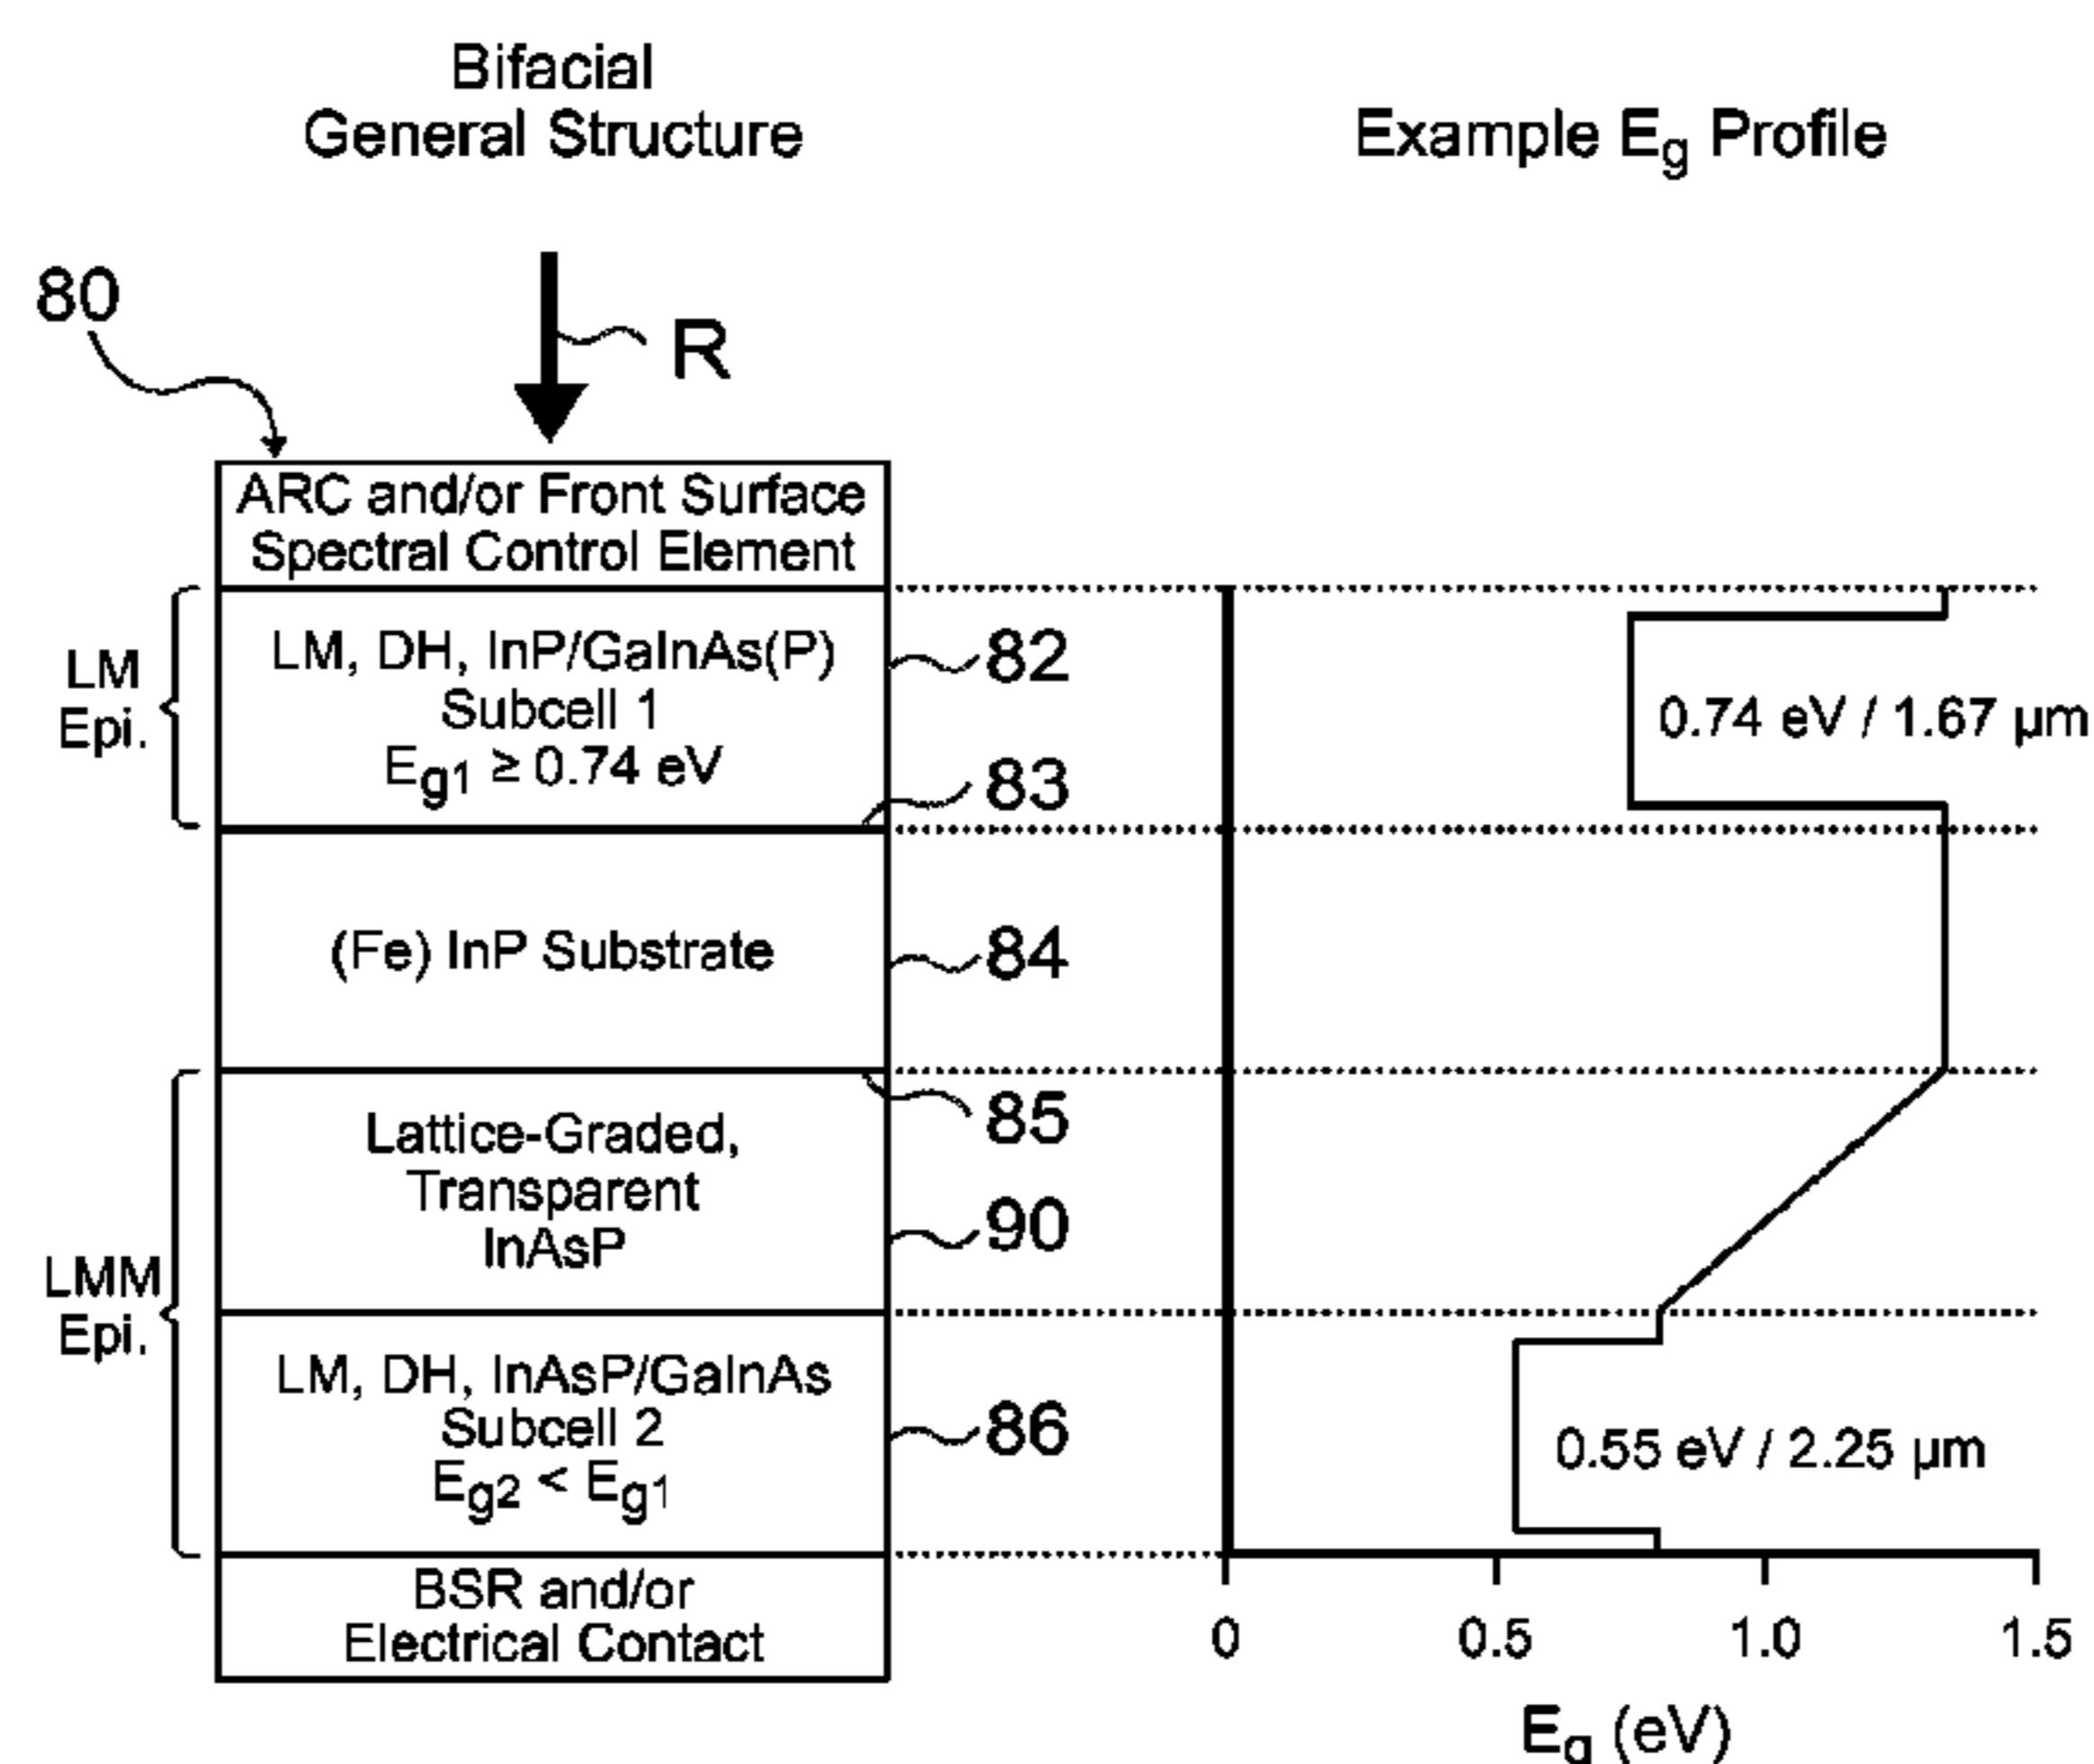 Bifacial
General Structure
Example Eg Profile
80
R
ARC and/or Front Surface
Spectral Control Element
LM
Epi.
LM, DH, InP/GaInAs(P)
Subcell 1
Eg1 ≥ 0.74 eV
82
83
0.74 eV / 1.67 µm
(Fe) InP Substrate
84
85
LMM
Epi.
Lattice-Graded,
Transparent
InAsP
90
LM, DH, InAsP/GaInAs
Subcell 2
Eg2 < Eg1
86
0.55 eV / 2.25 µm
BSR and/or
Electrical Contact
0 0.5 1.0 1.5
Eg (eV)